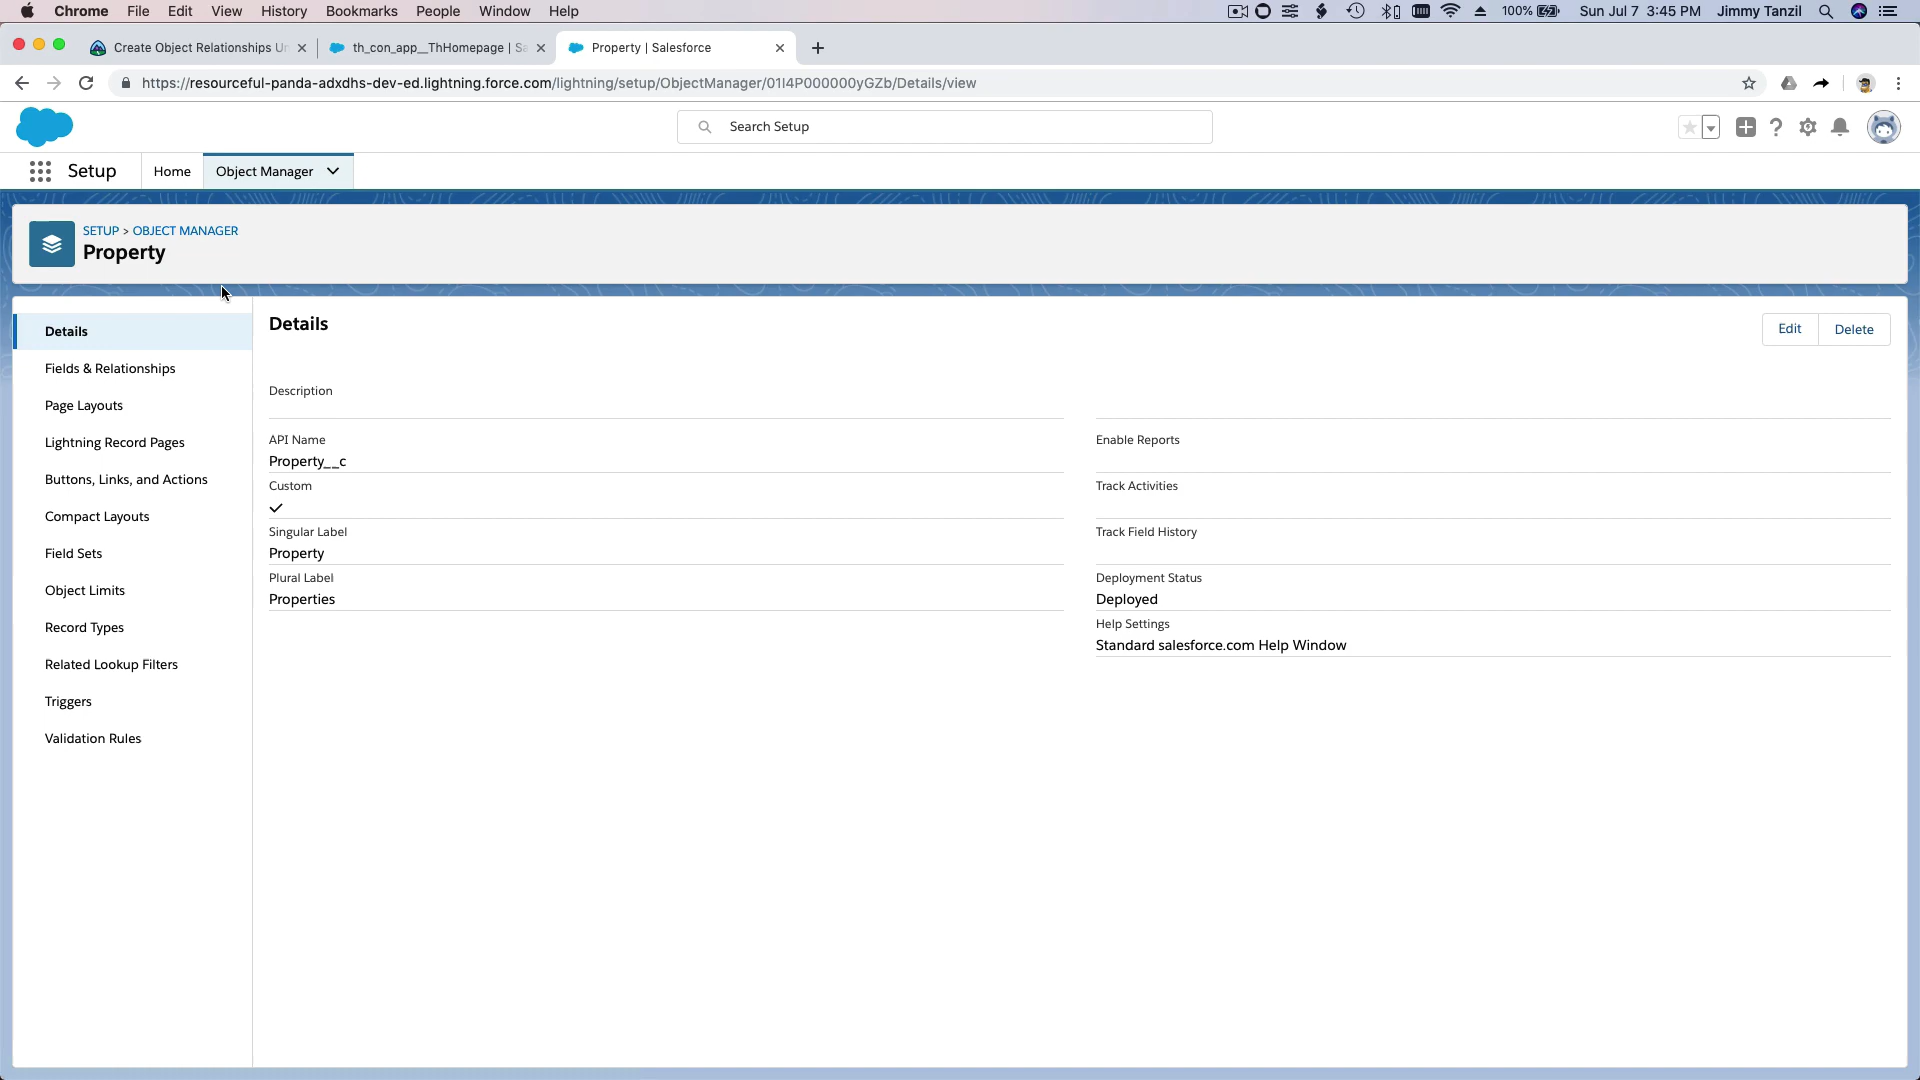 Chrome File Edit View History Bookmarks People Window Help 100% Sun Jul 7 3:45 PM Jimmy Tanzil
Create Object Relationships Un th_con_app__ThHomepage | Sa Property | Salesforce
https://resourceful-panda-adxdhs-dev-ed.lightning.force.com/lightning/setup/ObjectManager/01I4P000000yGZb/Details/view
Search Setup
Setup Home Object Manager
SETUP > OBJECT MANAGER
Property
Details
Fields & Relationships
Page Layouts
Lightning Record Pages
Buttons, Links, and Actions
Compact Layouts
Field Sets
Object Limits
Record Types
Related Lookup Filters
Triggers
Validation Rules
Details
Edit Delete
Description
API Name
Property__c
Custom
Singular Label
Property
Plural Label
Properties
Enable Reports
Track Activities
Track Field History
Deployment Status
Deployed
Help Settings
Standard salesforce.com Help Window